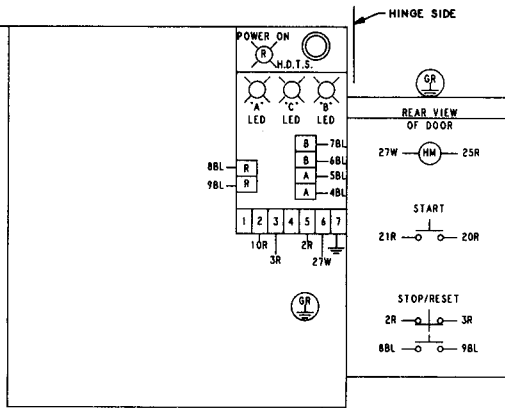 HINGE SIDE
POWER ON
R
H.D.T.S.
"A" "C" "B"
LED LED LED
GR
REAR VIEW
OF DOOR
B 7BL
B 6BL
A 5BL
A 4BL
8BL R
9BL R
27W HM 25R
1 2 3 4 5 6 7
10R 2R
3R 27W
START
21R 20R
GR
STOP/RESET
2R 3R
8BL 9BL